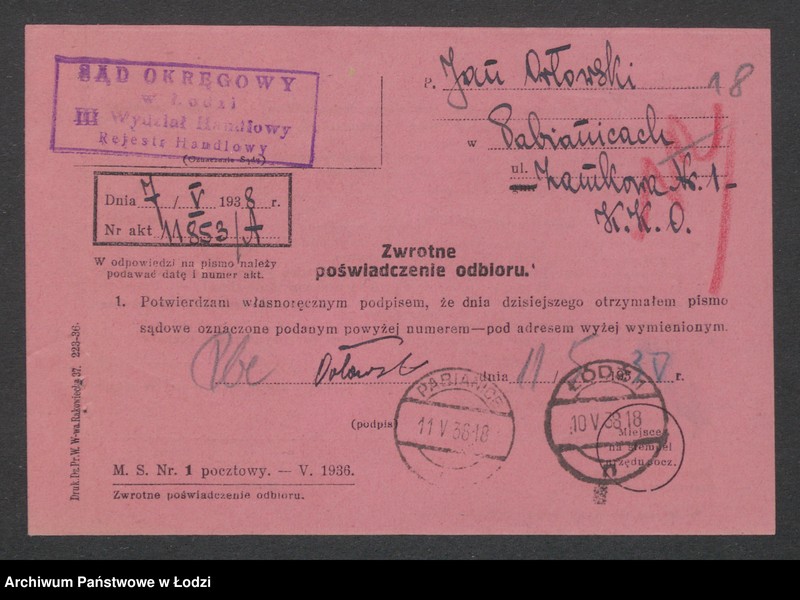 SĄD OKRĘGOWY
w Łodzi
III Wydział Handlowy
Rejestr Handlowy
(Oznaczenie Sądu)
P. Jan Orłowski
18
w Pabianicach
ul. Zamkowa Nr. 1-
K.K.O.
Dnia 7 / V 1938 r.
Nr akt 11853/A
W odpowiedzi na pismo należy
podawać datę i numer akt.
Zwrotne
poświadczenie odbioru.
1. Potwierdzam własnoręcznym podpisem, że dnia dzisiejszego otrzymałem pismo
sądowe oznaczone podanym powyżej numerem—pod adresem wyżej wymienionym.
Pbc Orłowski dnia 11/5 r.
(podpis)
PABIANICE
11 V 38-18
ŁÓDŹ 1
10 V 38.18
n
Miejsce
na stempel
urzędu pocz.
M. S. Nr. 1 pocztowy. — V. 1936.
Zwrotne poświadczenie odbioru.
Druk. Dz. Pr. W. W-wa. Rakowiecka 37. 223-36.
Archiwum Państwowe w Łodzi